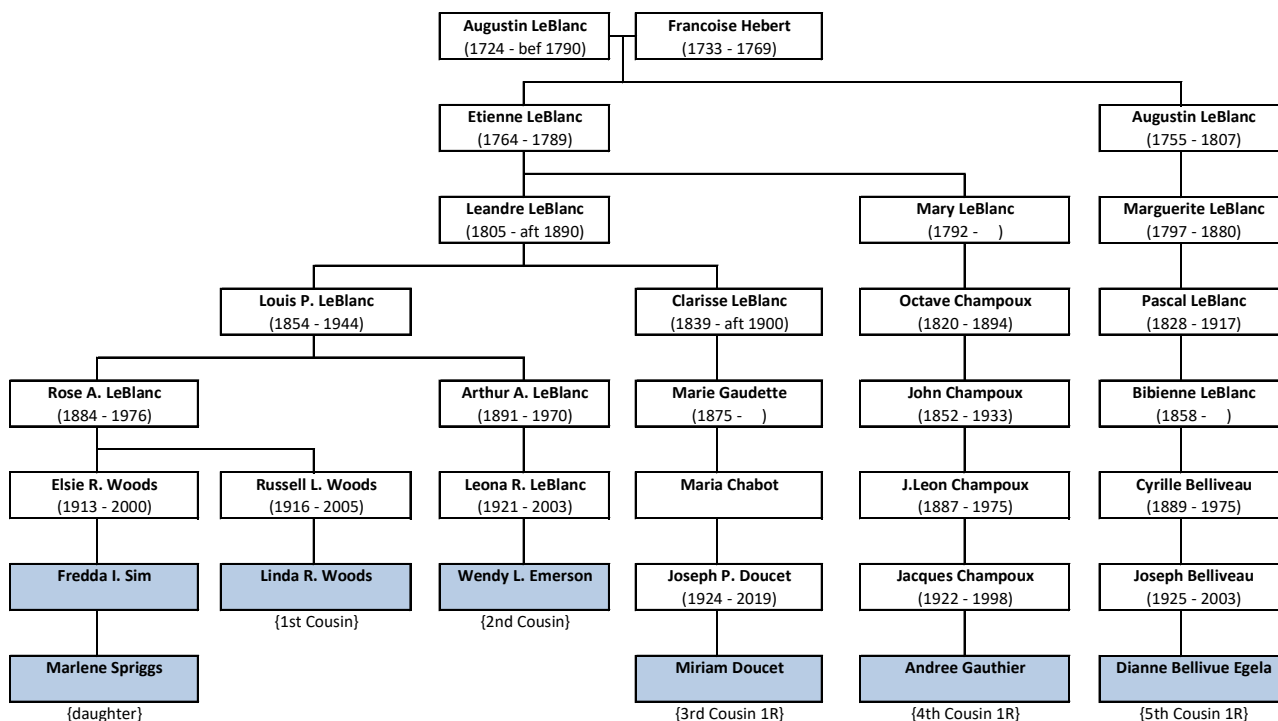 Augustin LeBlanc
(1724 - bef 1790)
Francoise Hebert
(1733 - 1769)
Etienne LeBlanc
(1764 - 1789)
Augustin LeBlanc
(1755 - 1807)
Leandre LeBlanc
(1805 - aft 1890)
Mary LeBlanc
(1792 -    )
Marguerite LeBlanc
(1797 - 1880)
Louis P. LeBlanc
(1854 - 1944)
Clarisse LeBlanc
(1839 - aft 1900)
Octave Champoux
(1820 - 1894)
Pascal LeBlanc
(1828 - 1917)
Rose A. LeBlanc
(1884 - 1976)
Arthur A. LeBlanc
(1891 - 1970)
Marie Gaudette
(1875 -    )
John Champoux
(1852 - 1933)
Bibienne LeBlanc
(1858 -    )
Elsie R. Woods
(1913 - 2000)
Russell L. Woods
(1916 - 2005)
Leona R. LeBlanc
(1921 - 2003)
Maria Chabot
J.Leon Champoux
(1887 - 1975)
Cyrille Belliveau
(1889 - 1975)
Fredda I. Sim
Linda R. Woods
{1st Cousin}
Wendy L. Emerson
{2nd Cousin}
Joseph P. Doucet
(1924 - 2019)
Jacques Champoux
(1922 - 1998)
Joseph Belliveau
(1925 - 2003)
Marlene Spriggs
{daughter}
Miriam Doucet
{3rd Cousin 1R}
Andree Gauthier
{4th Cousin 1R}
Dianne Bellivue Egela
{5th Cousin 1R}